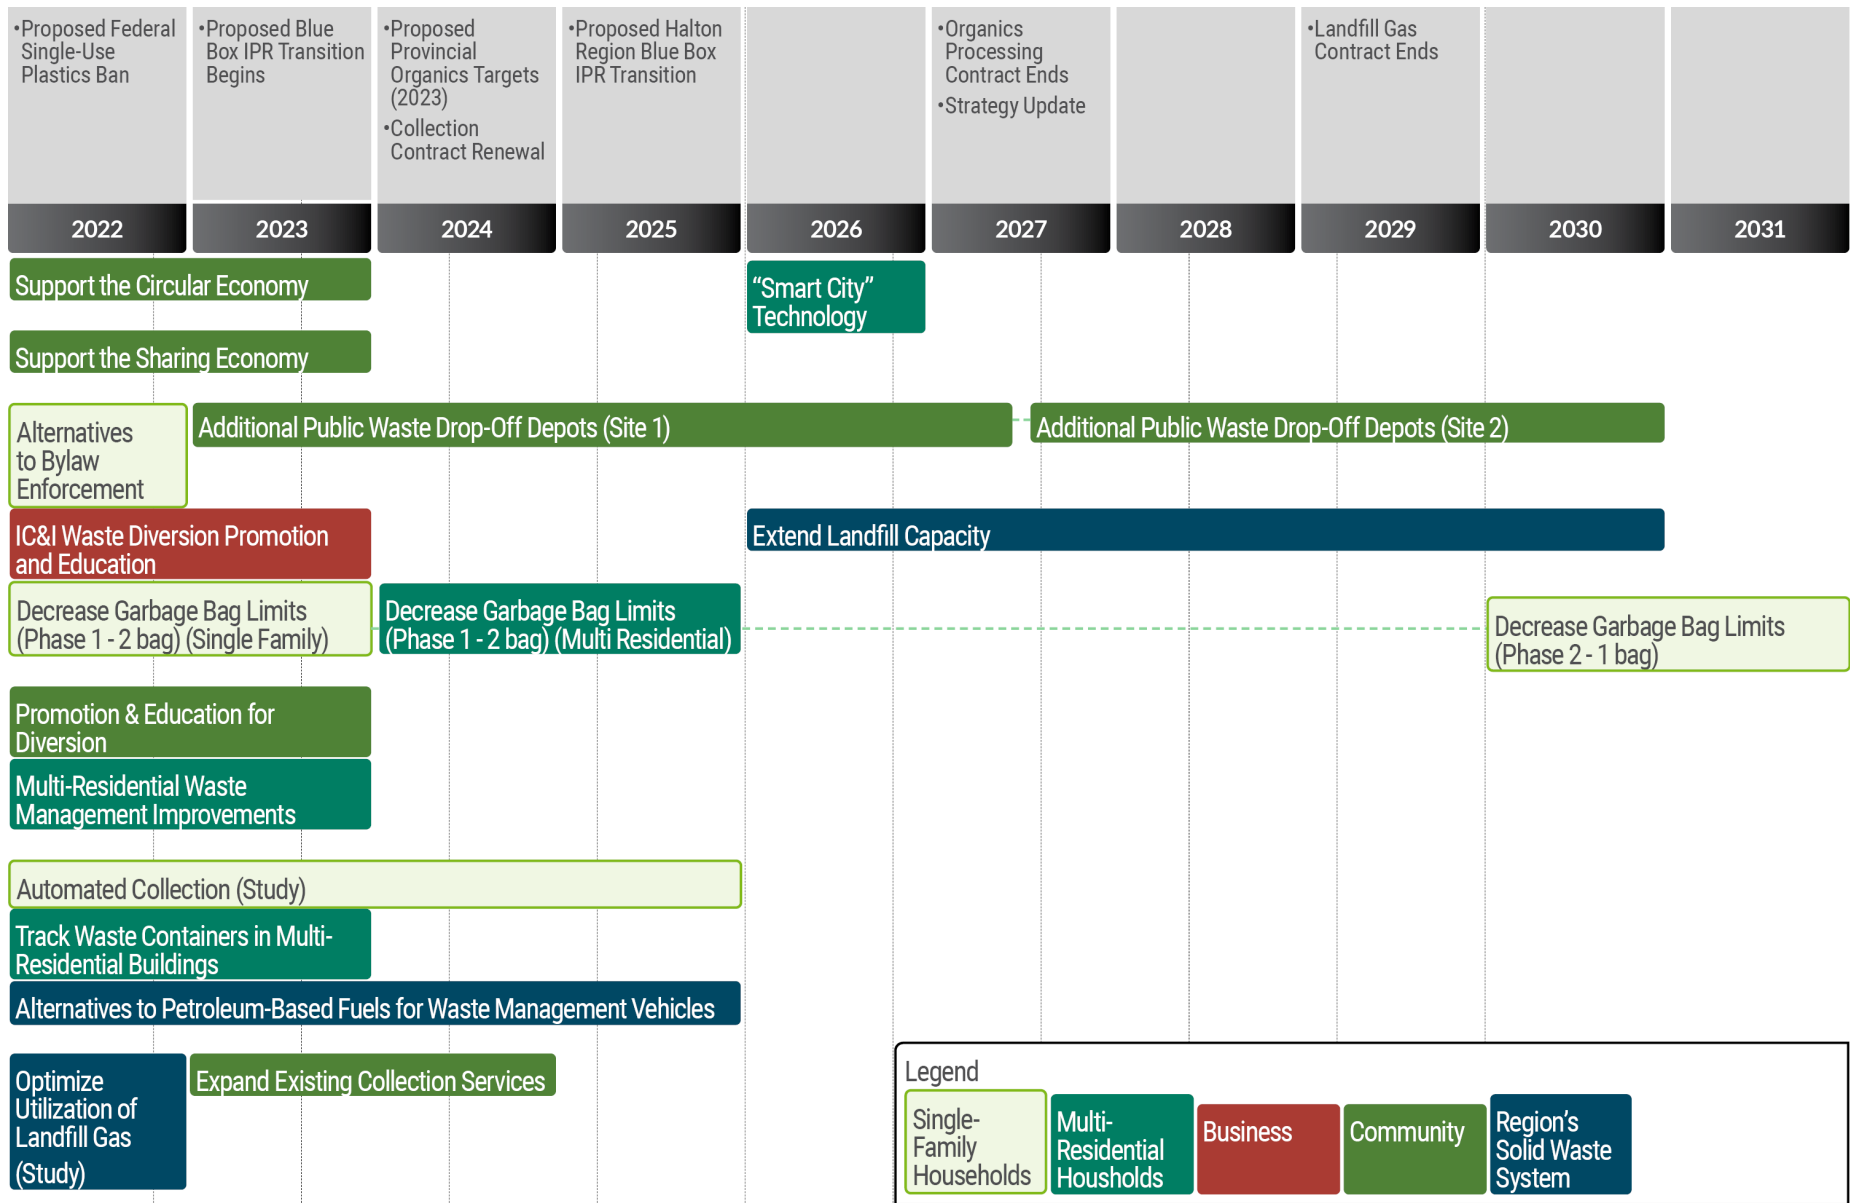 •Proposed Federal
Single-Use
Plastics Ban
•Proposed Blue
Box IPR Transition
Begins
•Proposed
Provincial
Organics Targets
(2023)
•Collection
Contract Renewal
•Proposed Halton
Region Blue Box
IPR Transition
•Organics
Processing
Contract Ends
•Strategy Update
•Landfill Gas
Contract Ends
2022
2023
2024
2025
2026
2027
2028
2029
2030
2031
Support the Circular Economy
“Smart City”
Technology
Support the Sharing Economy
Alternatives
to Bylaw
Enforcement
Additional Public Waste Drop-Off Depots (Site 1)
Additional Public Waste Drop-Off Depots (Site 2)
IC&I Waste Diversion Promotion
and Education
Extend Landfill Capacity
Decrease Garbage Bag Limits
(Phase 1 - 2 bag) (Single Family)
Decrease Garbage Bag Limits
(Phase 1 - 2 bag) (Multi Residential)
Decrease Garbage Bag Limits
(Phase 2 - 1 bag)
Promotion & Education for
Diversion
Multi-Residential Waste
Management Improvements
Automated Collection (Study)
Track Waste Containers in Multi-
Residential Buildings
Alternatives to Petroleum-Based Fuels for Waste Management Vehicles
Optimize
Utilization of
Landfill Gas
(Study)
Expand Existing Collection Services
Legend
Single-
Family
Households
Multi-
Residential
Housholds
Business
Community
Region’s
Solid Waste
System